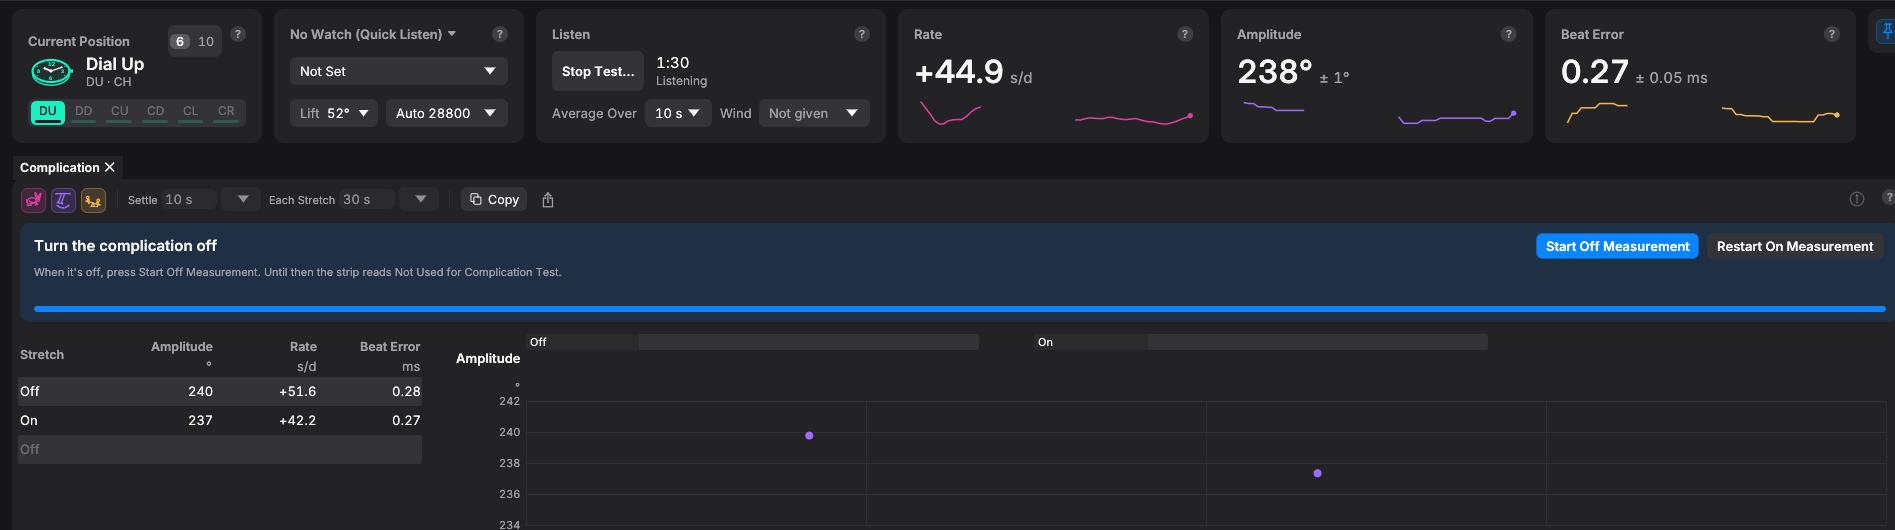 Current Position
6 10
?
Dial Up
DU · CH
DU DD CU CD CL CR
No Watch (Quick Listen)
?
Not Set
Lift 52°
Auto 28800
Listen
?
Stop Test...
1:30
Listening
Average Over
10 s
Wind
Not given
Rate
?
+44.9 s/d
Amplitude
?
238° ± 1°
Beat Error
?
0.27 ± 0.05 ms
Complication
Settle 10 s
Each Stretch 30 s
Copy
?
Turn the complication off
When it's off, press Start Off Measurement. Until then the strip reads Not Used for Complication Test.
Start Off Measurement
Restart On Measurement
Stretch Amplitude Rate Beat Error
° s/d ms
Off 240 +51.6 0.28
On 237 +42.2 0.27
Off
Off
On
Amplitude
°
242
240
238
236
234